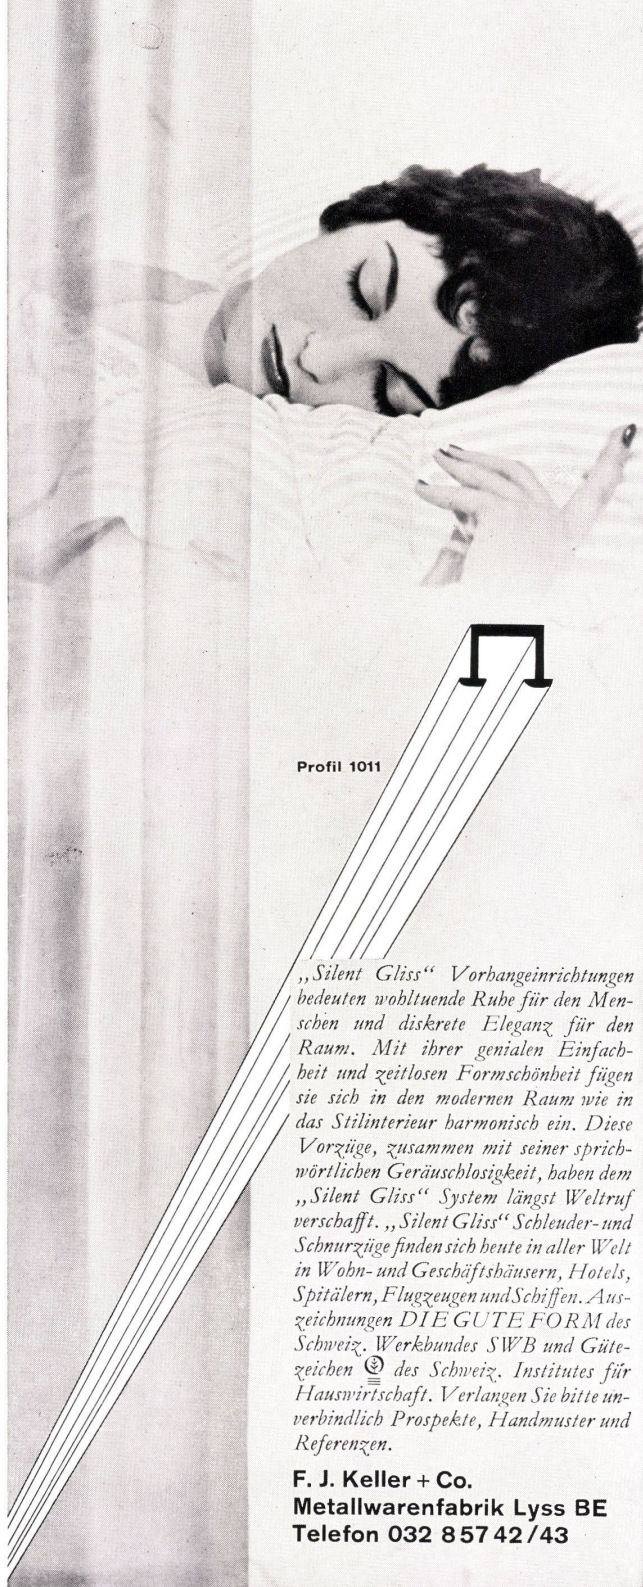 Profil 1011
„Silent Gliss“ Vorhangeinrichtungen
bedeuten wohltuende Ruhe für den Men-
schen und diskrete Eleganz für den
Raum. Mit ihrer genialen Einfach-
heit und zeitlosen Formschönheit fügen
sie sich in den modernen Raum wie in
das Stilinterieur harmonisch ein. Diese
Vorzüge, zusammen mit seiner sprich-
wörtlichen Geräuschlosigkeit, haben dem
„Silent Gliss“ System längst Weltruf
verschafft. „Silent Gliss“ Schleuder- und
Schnurzüge finden sich heute in aller Welt
in Wohn- und Geschäftshäusern, Hotels,
Spitälern, Flugzeugen und Schiffen. Aus-
zeichnungen DIE GUTE FORM des
Schweiz. Werkbundes SWB und Güte-
zeichen des Schweiz. Institutes für
Hauswirtschaft. Verlangen Sie bitte un-
verbindlich Prospekte, Handmuster und
Referenzen.
F. J. Keller + Co.
Metallwarenfabrik Lyss BE
Telefon 032 8 57 42/43